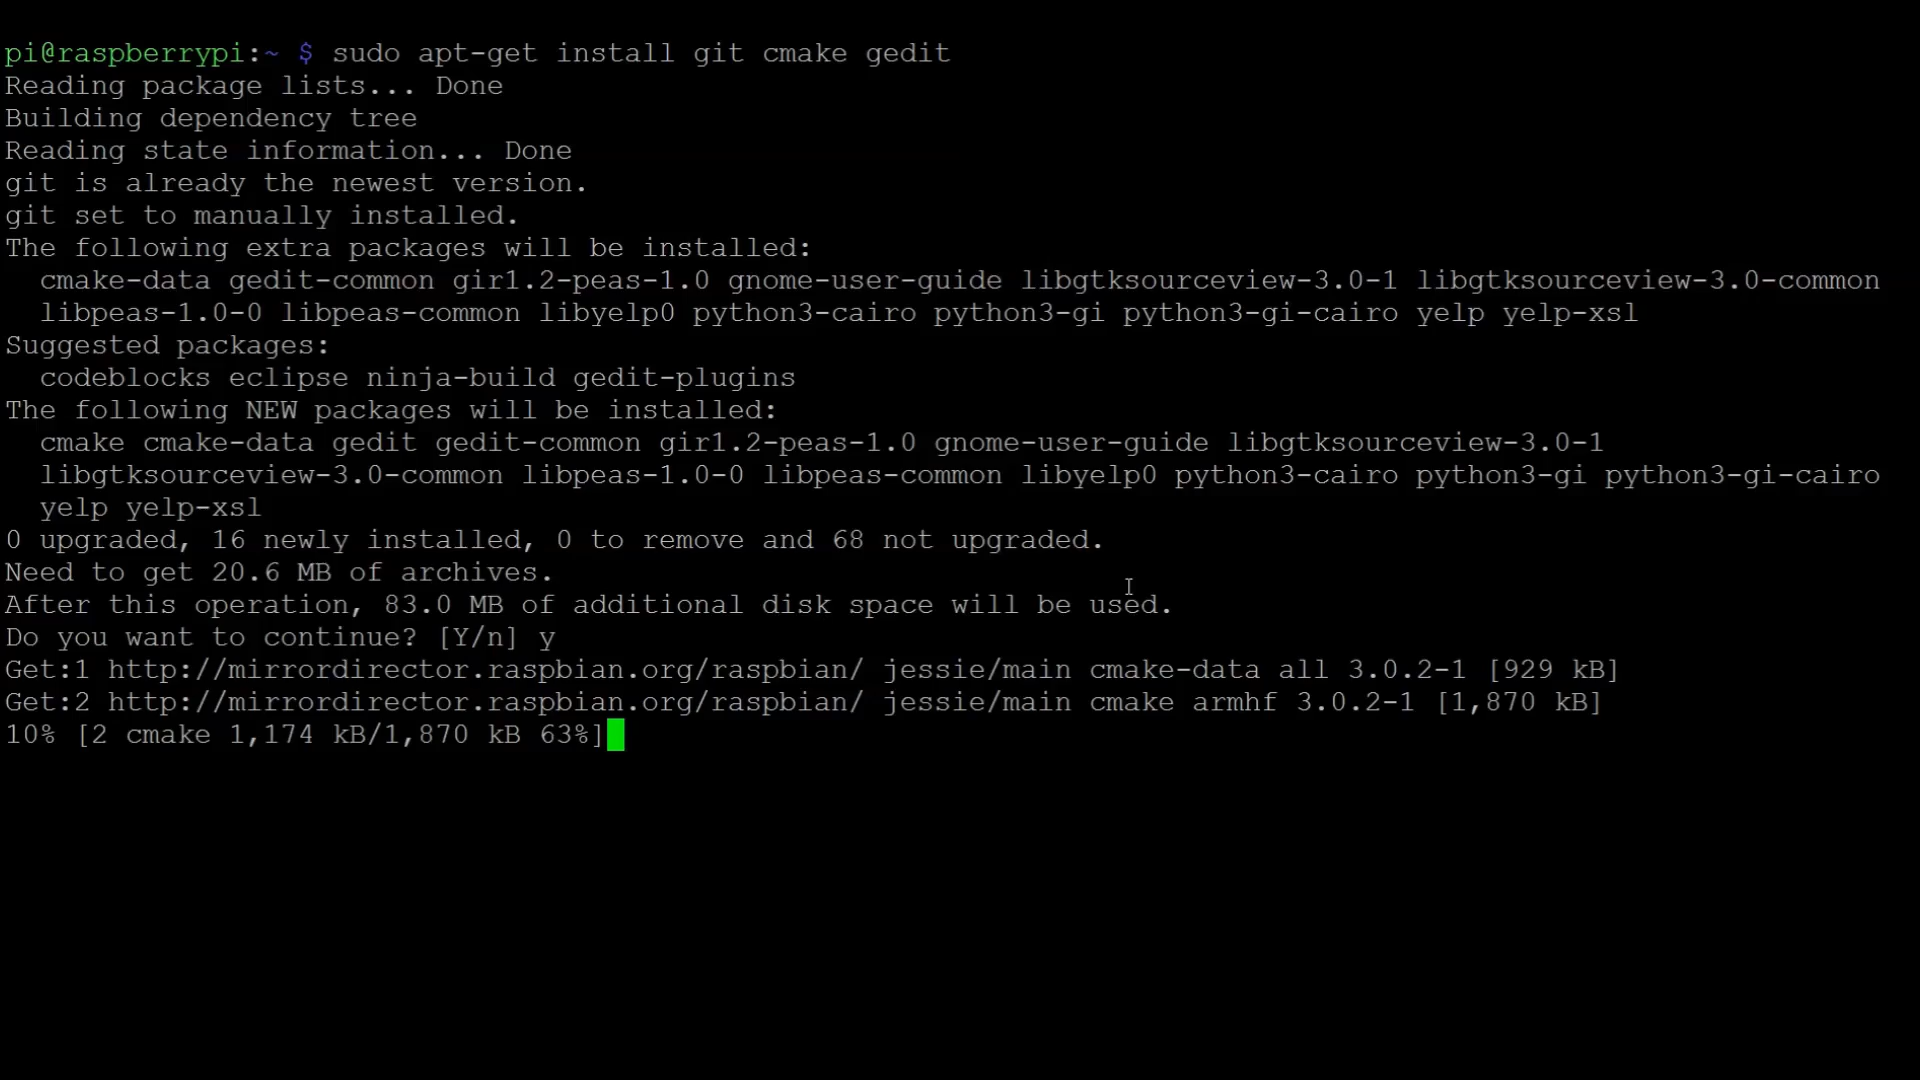 pi@raspberrypi:~ $ sudo apt-get install git cmake gedit
Reading package lists... Done
Building dependency tree
Reading state information... Done
git is already the newest version.
git set to manually installed.
The following extra packages will be installed:
  cmake-data gedit-common gir1.2-peas-1.0 gnome-user-guide libgtksourceview-3.0-1 libgtksourceview-3.0-common
  libpeas-1.0-0 libpeas-common libyelp0 python3-cairo python3-gi python3-gi-cairo yelp yelp-xsl
Suggested packages:
  codeblocks eclipse ninja-build gedit-plugins
The following NEW packages will be installed:
  cmake cmake-data gedit gedit-common gir1.2-peas-1.0 gnome-user-guide libgtksourceview-3.0-1
  libgtksourceview-3.0-common libpeas-1.0-0 libpeas-common libyelp0 python3-cairo python3-gi python3-gi-cairo
  yelp yelp-xsl
0 upgraded, 16 newly installed, 0 to remove and 68 not upgraded.
Need to get 20.6 MB of archives.
After this operation, 83.0 MB of additional disk space will be used.
Do you want to continue? [Y/n] y
Get:1 http://mirrordirector.raspbian.org/raspbian/ jessie/main cmake-data all 3.0.2-1 [929 kB]
Get:2 http://mirrordirector.raspbian.org/raspbian/ jessie/main cmake armhf 3.0.2-1 [1,870 kB]
10% [2 cmake 1,174 kB/1,870 kB 63%]